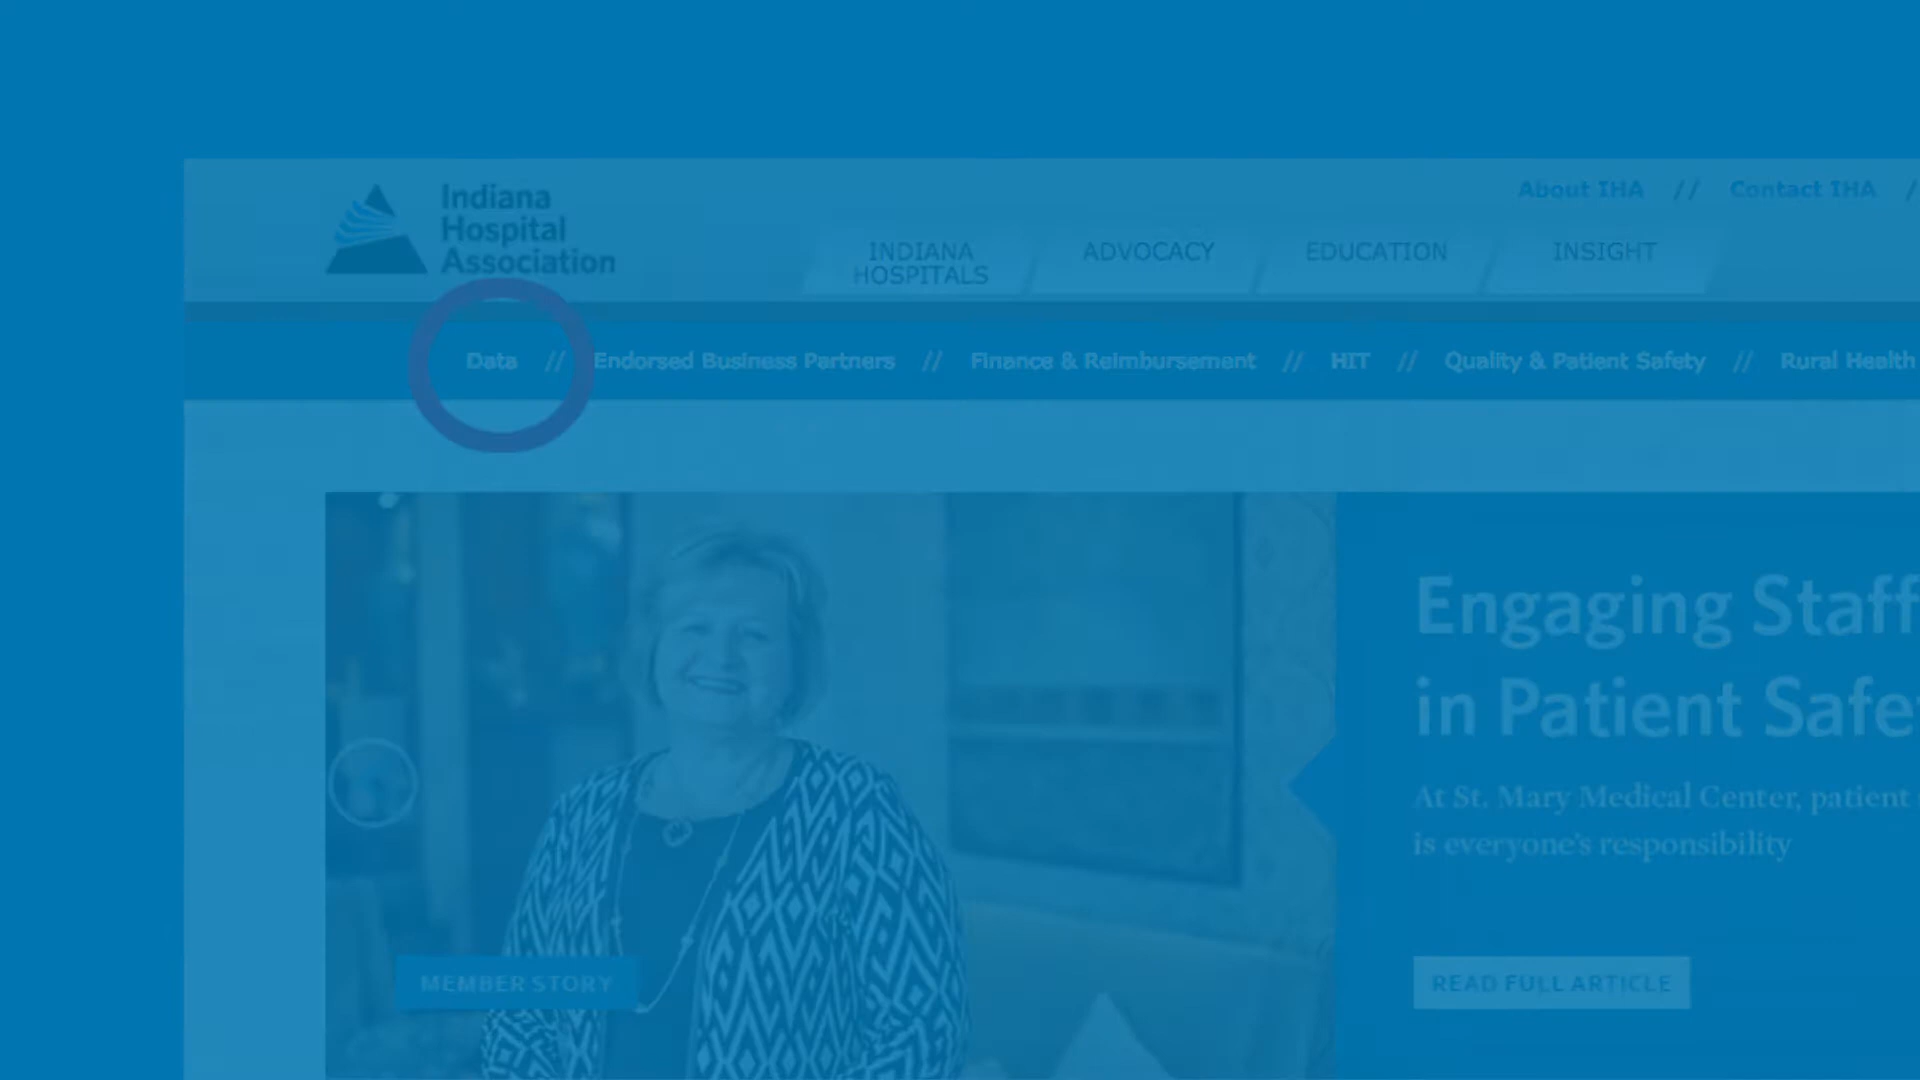 Indiana
Hospital
Association
About IHA // Contact IHA /
INDIANA
HOSPITALS
ADVOCACY
EDUCATION
INSIGHT
Data // Endorsed Business Partners // Finance & Reimbursement // HIT // Quality & Patient Safety // Rural Health
Engaging Staff
in Patient Safe
At St. Mary Medical Center, patient
is everyone's responsibility
MEMBER STORY
READ FULL ARTICLE